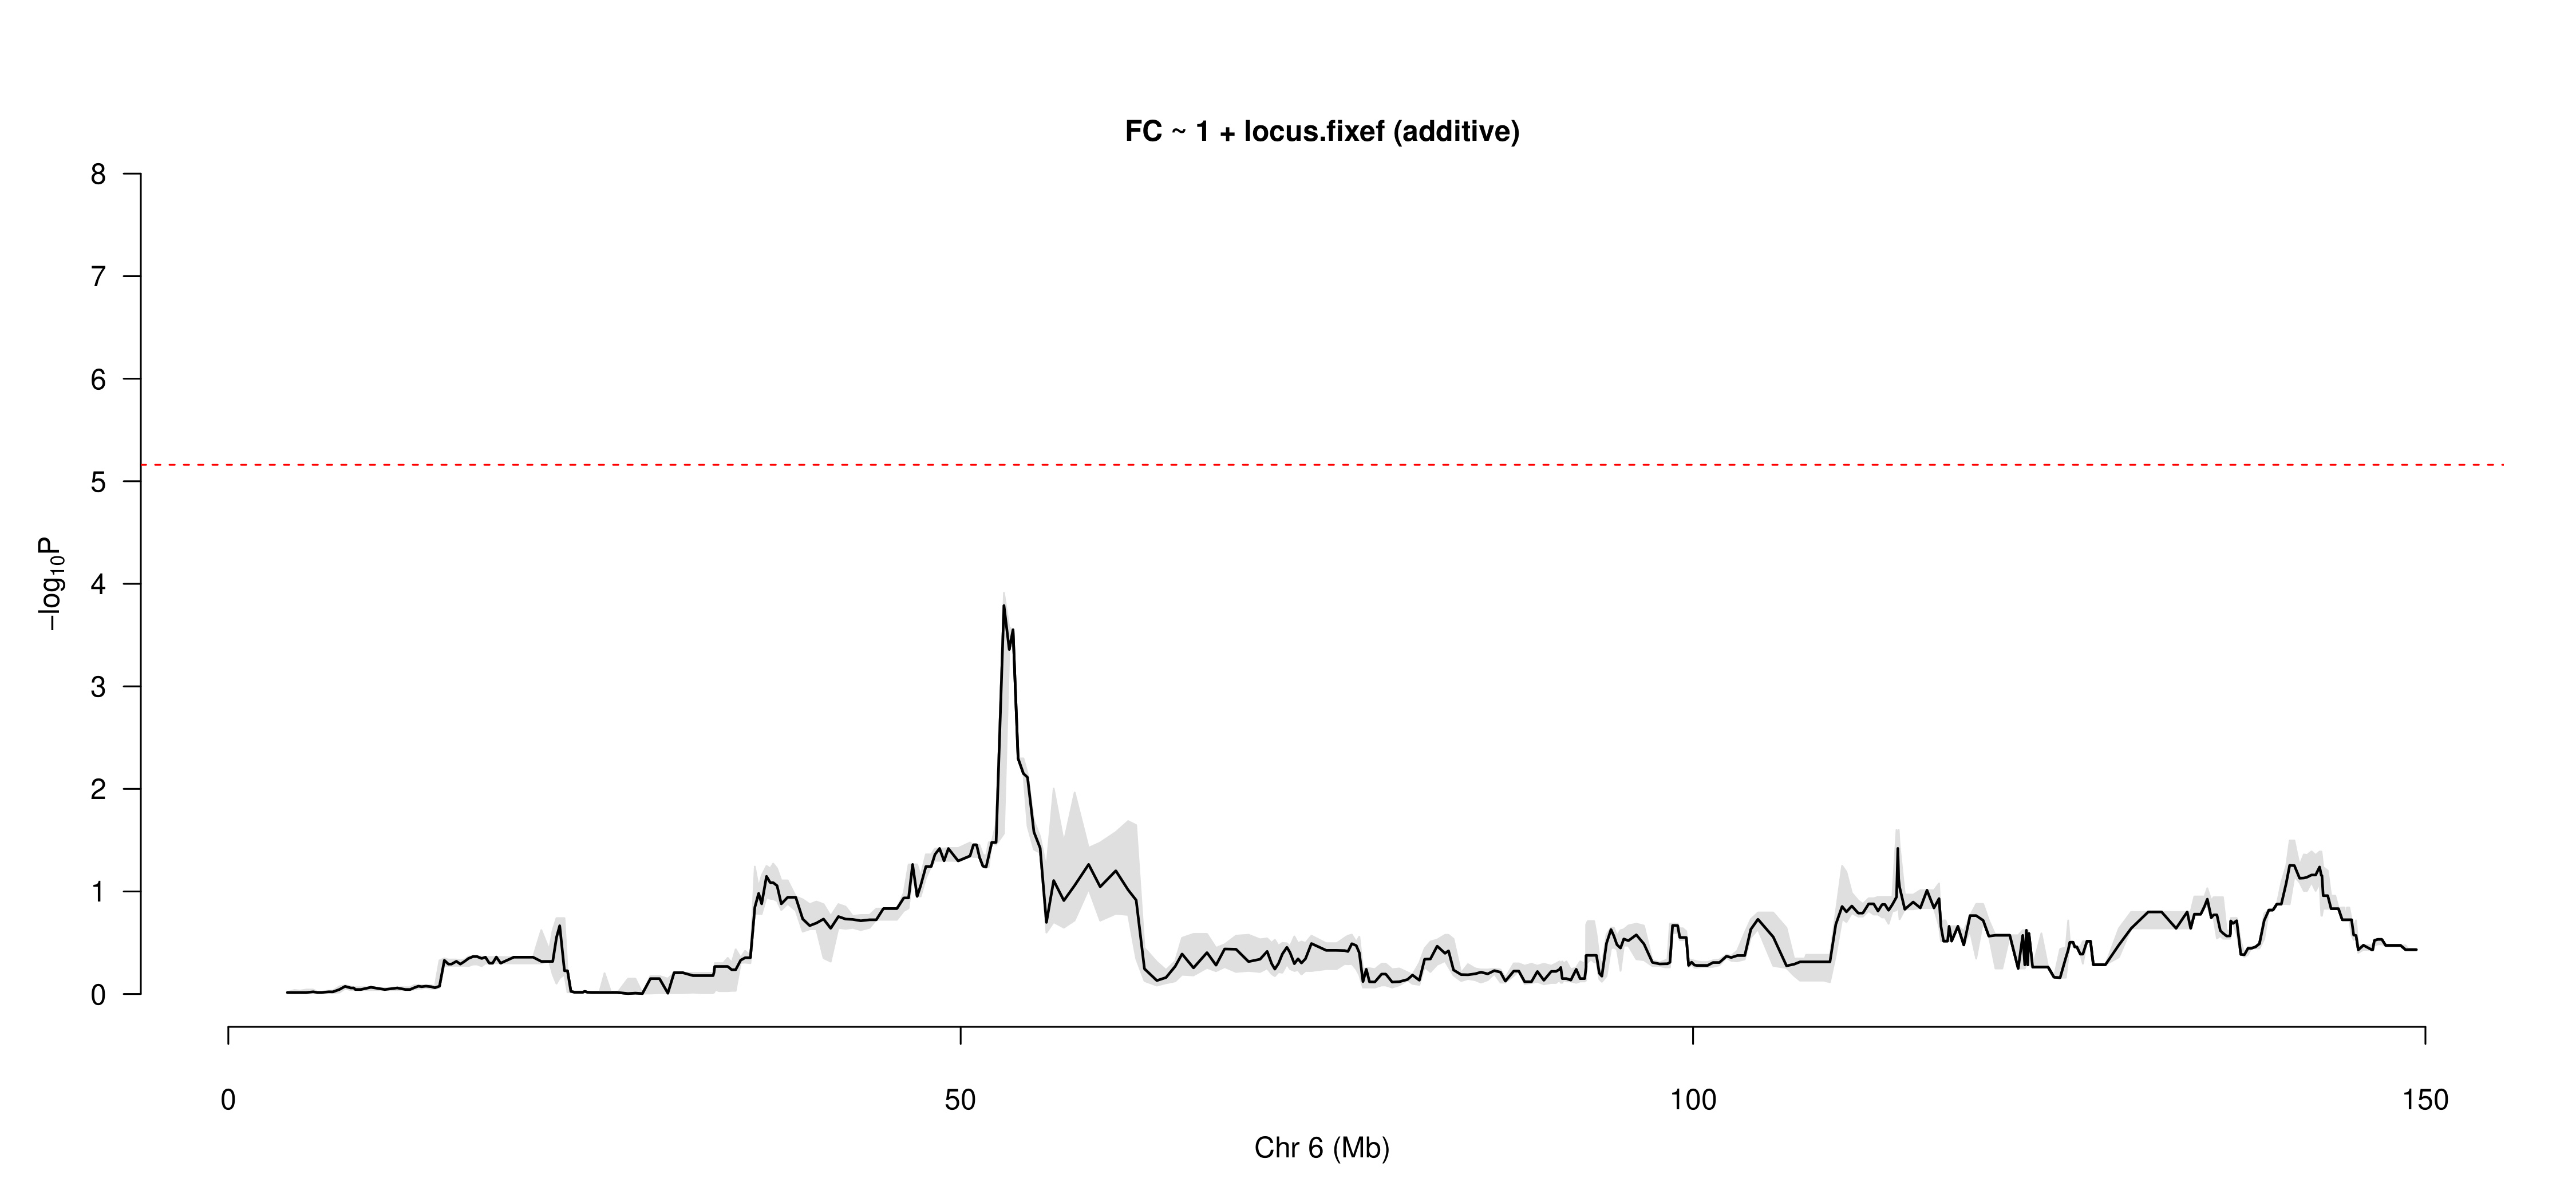 FC ~ 1 + locus.fixef (additive)
8
7
6
5
4
3
2
1
0
−log10P
0 50 100 150
Chr 6 (Mb)